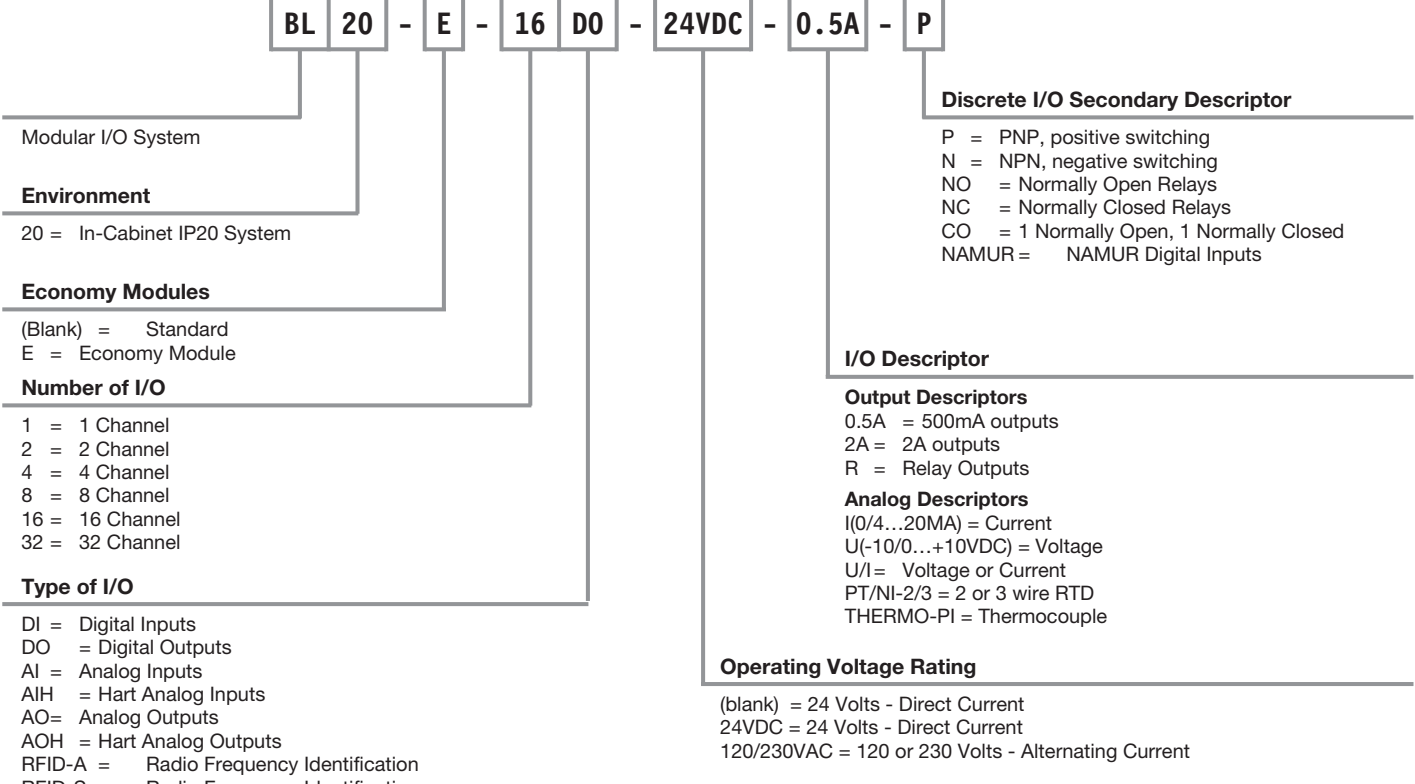 BL 20 - E - 16 DO - 24VDC - 0.5A - P
Modular I/O System
Environment
20 = In-Cabinet IP20 System
Economy Modules
(Blank) = Standard
E = Economy Module
Number of I/O
1 = 1 Channel
2 = 2 Channel
4 = 4 Channel
8 = 8 Channel
16 = 16 Channel
32 = 32 Channel
Type of I/O
DI = Digital Inputs
DO = Digital Outputs
AI = Analog Inputs
AIH = Hart Analog Inputs
AO= Analog Outputs
AOH = Hart Analog Outputs
RFID-A = Radio Frequency Identification
Discrete I/O Secondary Descriptor
P = PNP, positive switching
N = NPN, negative switching
NO = Normally Open Relays
NC = Normally Closed Relays
CO = 1 Normally Open, 1 Normally Closed
NAMUR = NAMUR Digital Inputs
I/O Descriptor
Output Descriptors
0.5A = 500mA outputs
2A = 2A outputs
R = Relay Outputs
Analog Descriptors
I(0/4…20MA) = Current
U(-10/0…+10VDC) = Voltage
U/I = Voltage or Current
PT/NI-2/3 = 2 or 3 wire RTD
THERMO-PI = Thermocouple
Operating Voltage Rating
(blank) = 24 Volts - Direct Current
24VDC = 24 Volts - Direct Current
120/230VAC = 120 or 230 Volts - Alternating Current